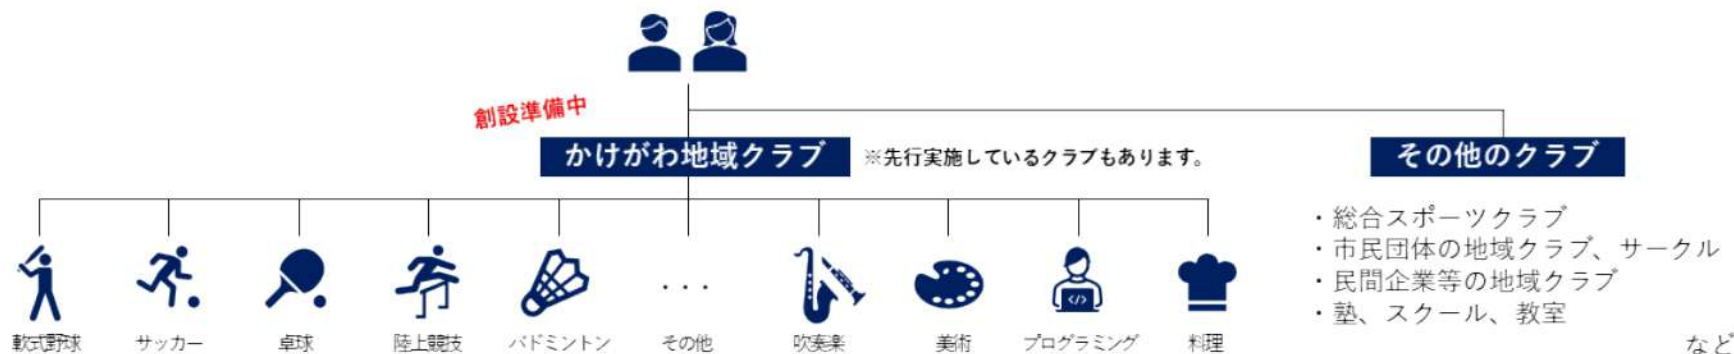 創設準備中
かけがわ地域クラブ
※先行実施しているクラブもあります。
その他のクラブ
軟式野球
サッカー
卓球
陸上競技
バドミントン
・・・
その他
吹奏楽
美術
</>
プログラミング
料理
・総合スポーツクラブ
・市民団体の地域クラブ、サークル
・民間企業等の地域クラブ
・塾、スクール、教室
など